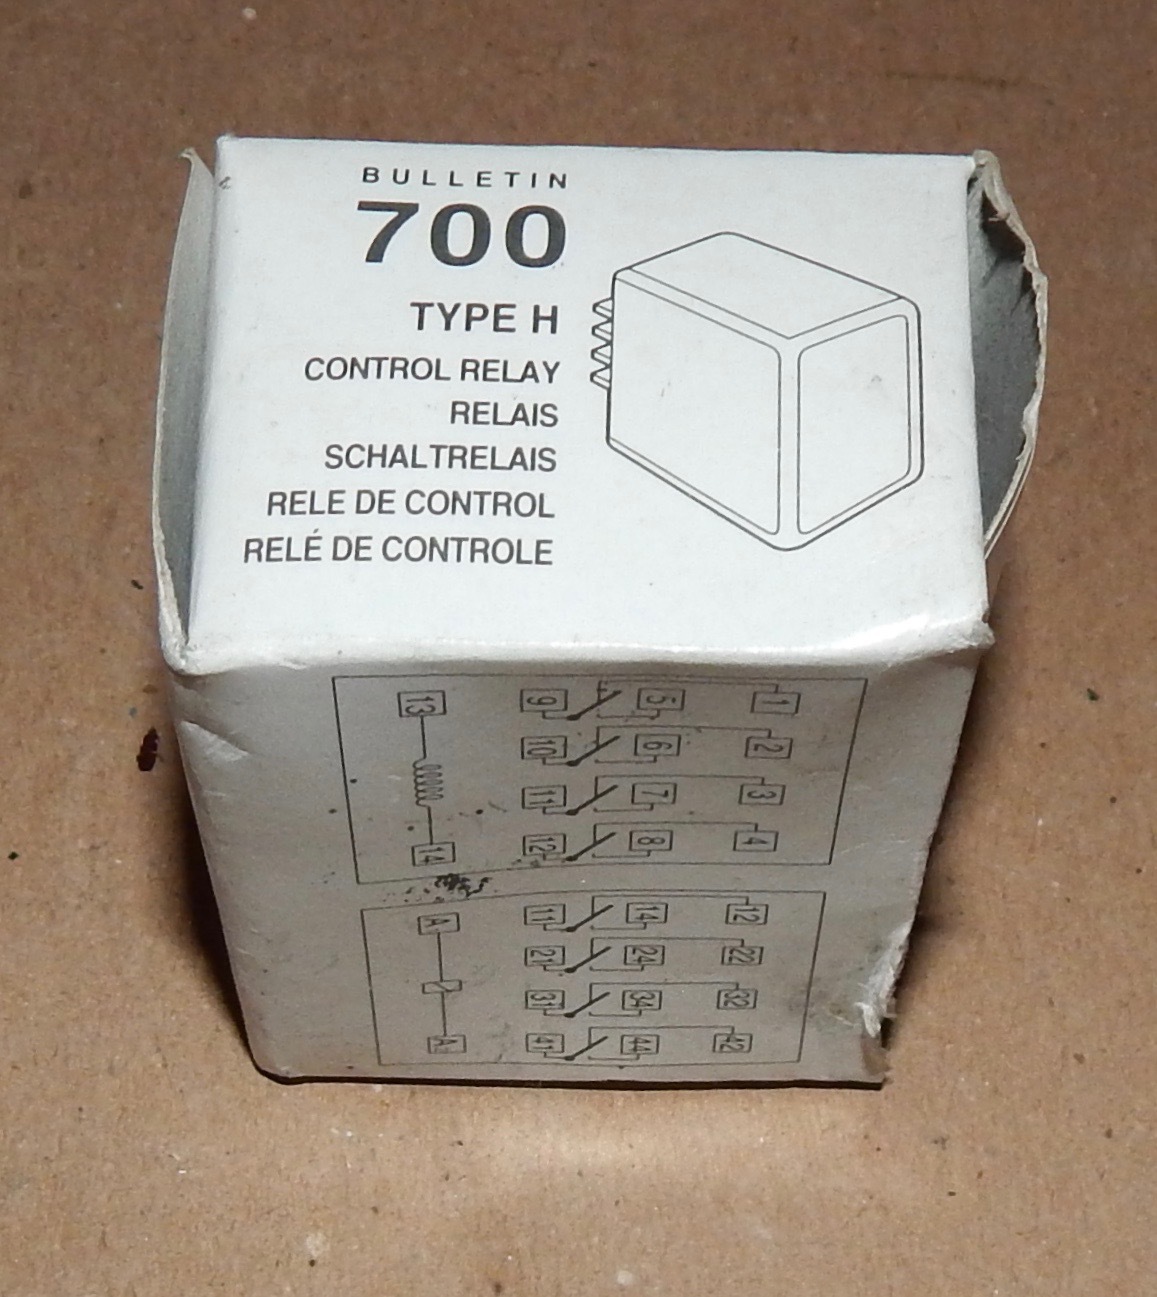 BULLETIN
700
TYPE H
CONTROL RELAY
RELAIS
SCHALTRELAIS
RELE DE CONTROL
RELÉ DE CONTROLE
13 9 5 1
10 6 2
11 7 3
14 12 8 4
A 11 14 12
21 24 22
31 34 32
A 41 44 42